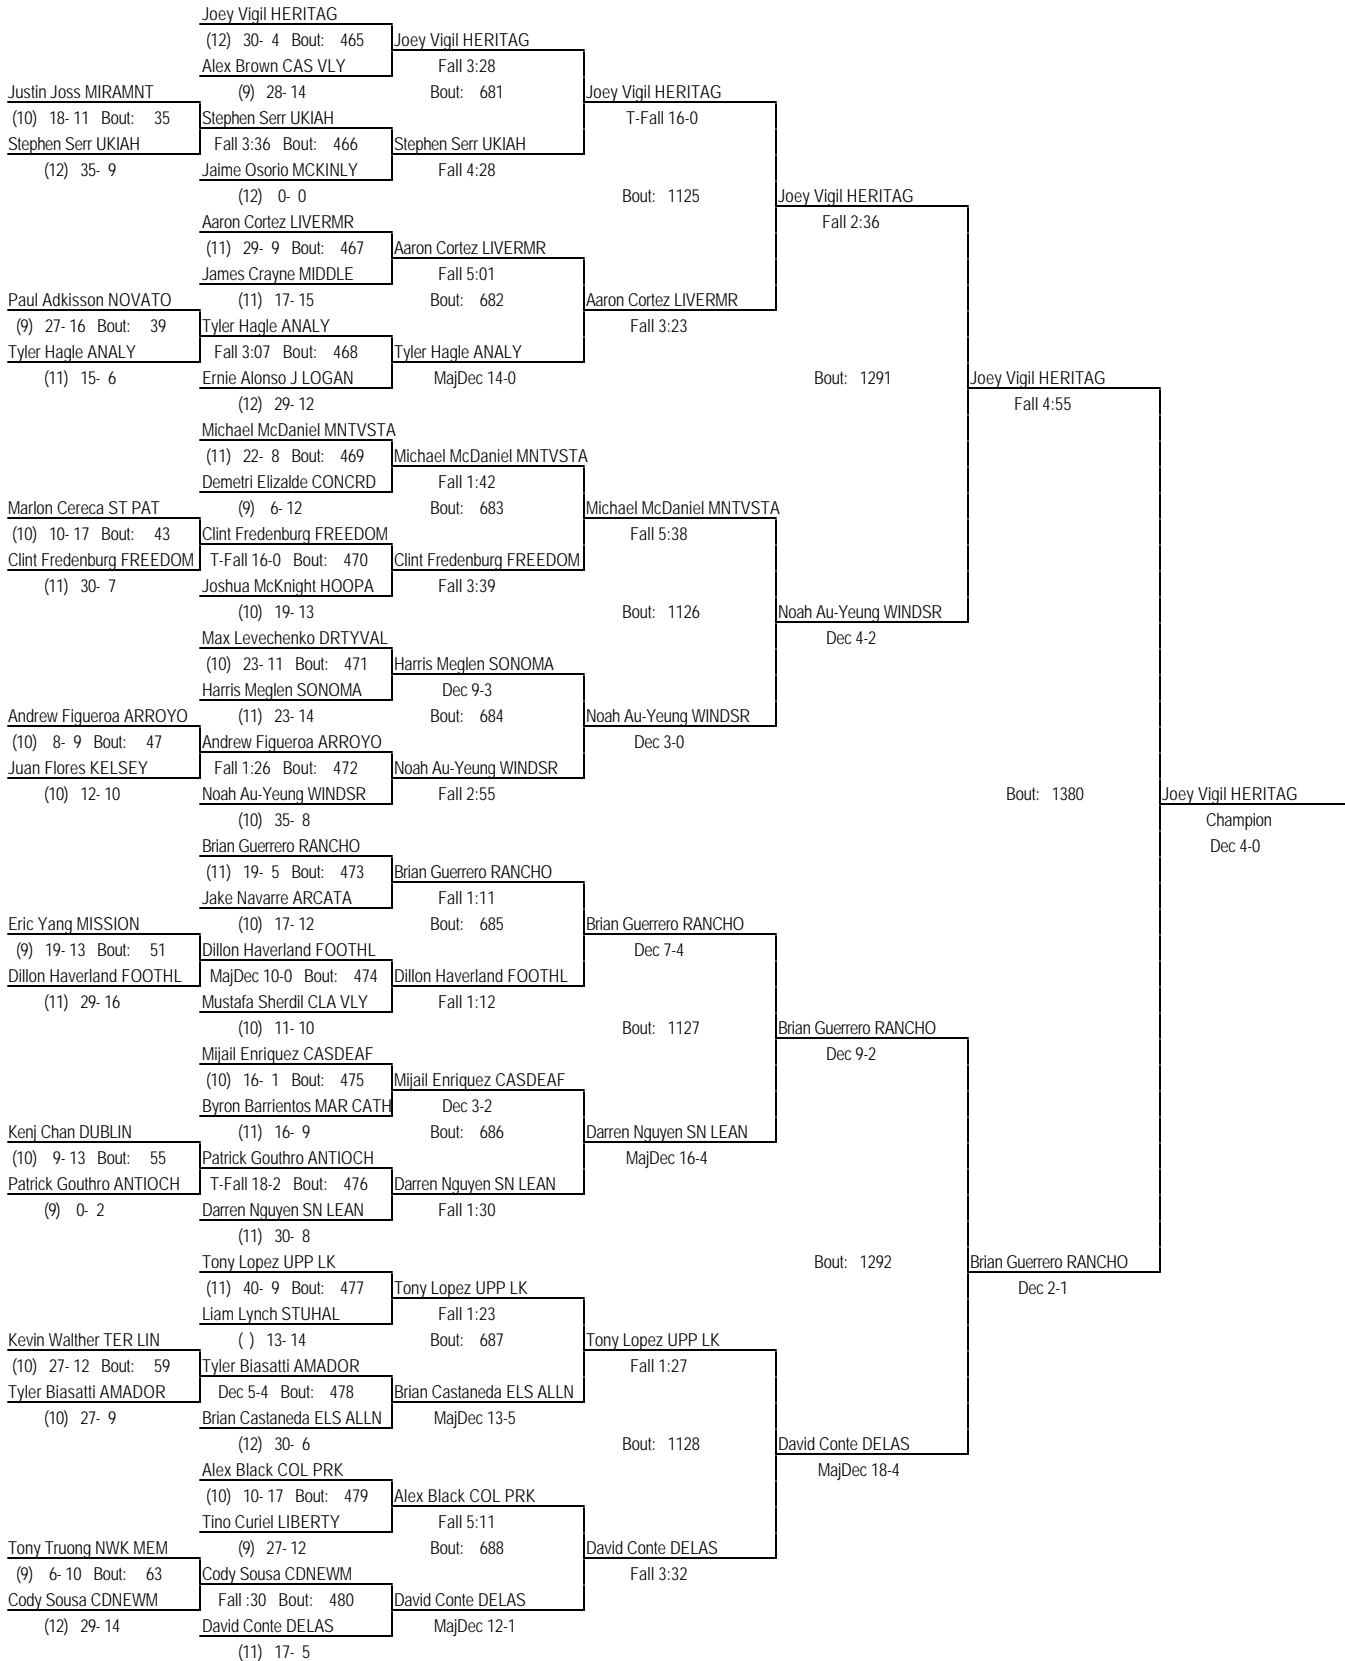 Joey Vigil HERITAG
(12) 30- 4 Bout: 465 Joey Vigil HERITAG
Alex Brown CAS VLY Fall 3:28
Justin Joss MIRAMNT (9) 28- 14 Bout: 681 Joey Vigil HERITAG
(10) 18- 11 Bout: 35 Stephen Serr UKIAH T-Fall 16-0
Stephen Serr UKIAH Fall 3:36 Bout: 466 Stephen Serr UKIAH
(12) 35- 9 Jaime Osorio MCKINLY Fall 4:28
(12) 0- 0 Bout: 1125 Joey Vigil HERITAG
Aaron Cortez LIVERMR Fall 2:36
(11) 29- 9 Bout: 467 Aaron Cortez LIVERMR
James Crayne MIDDLE Fall 5:01
Paul Adkisson NOVATO (11) 17- 15 Bout: 682 Aaron Cortez LIVERMR
(9) 27- 16 Bout: 39 Tyler Hagle ANALY Fall 3:23
Tyler Hagle ANALY Fall 3:07 Bout: 468 Tyler Hagle ANALY
(11) 15- 6 Ernie Alonso J LOGAN MajDec 14-0 Bout: 1291 Joey Vigil HERITAG
(12) 29- 12 Fall 4:55
Michael McDaniel MNTVSTA
(11) 22- 8 Bout: 469 Michael McDaniel MNTVSTA
Demetri Elizalde CONCRD Fall 1:42
Marlon Cereca ST PAT (9) 6- 12 Bout: 683 Michael McDaniel MNTVSTA
(10) 10- 17 Bout: 43 Clint Fredenburg FREEDOM Fall 5:38
Clint Fredenburg FREEDOM T-Fall 16-0 Bout: 470 Clint Fredenburg FREEDOM
(11) 30- 7 Joshua McKnight HOOPA Fall 3:39
(10) 19- 13 Bout: 1126 Noah Au-Yeung WINDSR
Max Levechenko DRTYVAL Dec 4-2
(10) 23- 11 Bout: 471 Harris Meglen SONOMA
Harris Meglen SONOMA Dec 9-3
Andrew Figueroa ARROYO (11) 23- 14 Bout: 684 Noah Au-Yeung WINDSR
(10) 8- 9 Bout: 47 Andrew Figueroa ARROYO Dec 3-0
Juan Flores KELSEY Fall 1:26 Bout: 472 Noah Au-Yeung WINDSR
(10) 12- 10 Noah Au-Yeung WINDSR Fall 2:55 Bout: 1380 Joey Vigil HERITAG
(10) 35- 8 Champion
Brian Guerrero RANCHO Dec 4-0
(11) 19- 5 Bout: 473 Brian Guerrero RANCHO
Jake Navarre ARCATA Fall 1:11
Eric Yang MISSION (10) 17- 12 Bout: 685 Brian Guerrero RANCHO
(9) 19- 13 Bout: 51 Dillon Haverland FOOTHL Dec 7-4
Dillon Haverland FOOTHL MajDec 10-0 Bout: 474 Dillon Haverland FOOTHL
(11) 29- 16 Mustafa Sherdil CLA VLY Fall 1:12
(10) 11- 10 Bout: 1127 Brian Guerrero RANCHO
Mijail Enriquez CASDEAF Dec 9-2
(10) 16- 1 Bout: 475 Mijail Enriquez CASDEAF
Byron Barrientos MAR CATH Dec 3-2
Kenj Chan DUBLIN (11) 16- 9 Bout: 686 Darren Nguyen SN LEAN
(10) 9- 13 Bout: 55 Patrick Gouthro ANTIOCH MajDec 16-4
Patrick Gouthro ANTIOCH T-Fall 18-2 Bout: 476 Darren Nguyen SN LEAN
(9) 0- 2 Darren Nguyen SN LEAN Fall 1:30
(11) 30- 8
Tony Lopez UPP LK Bout: 1292 Brian Guerrero RANCHO
(11) 40- 9 Bout: 477 Tony Lopez UPP LK Dec 2-1
Liam Lynch STUHAL Fall 1:23
Kevin Walther TER LIN ( ) 13- 14 Bout: 687 Tony Lopez UPP LK
(10) 27- 12 Bout: 59 Tyler Biasatti AMADOR Fall 1:27
Tyler Biasatti AMADOR Dec 5-4 Bout: 478 Brian Castaneda ELS ALLN
(10) 27- 9 Brian Castaneda ELS ALLN MajDec 13-5
(12) 30- 6 Bout: 1128 David Conte DELAS
Alex Black COL PRK MajDec 18-4
(10) 10- 17 Bout: 479 Alex Black COL PRK
Tino Curiel LIBERTY Fall 5:11
Tony Truong NWK MEM (9) 27- 12 Bout: 688 David Conte DELAS
(9) 6- 10 Bout: 63 Cody Sousa CDNEWM Fall 3:32
Cody Sousa CDNEWM Fall :30 Bout: 480 David Conte DELAS
(12) 29- 14 David Conte DELAS MajDec 12-1
(11) 17- 5